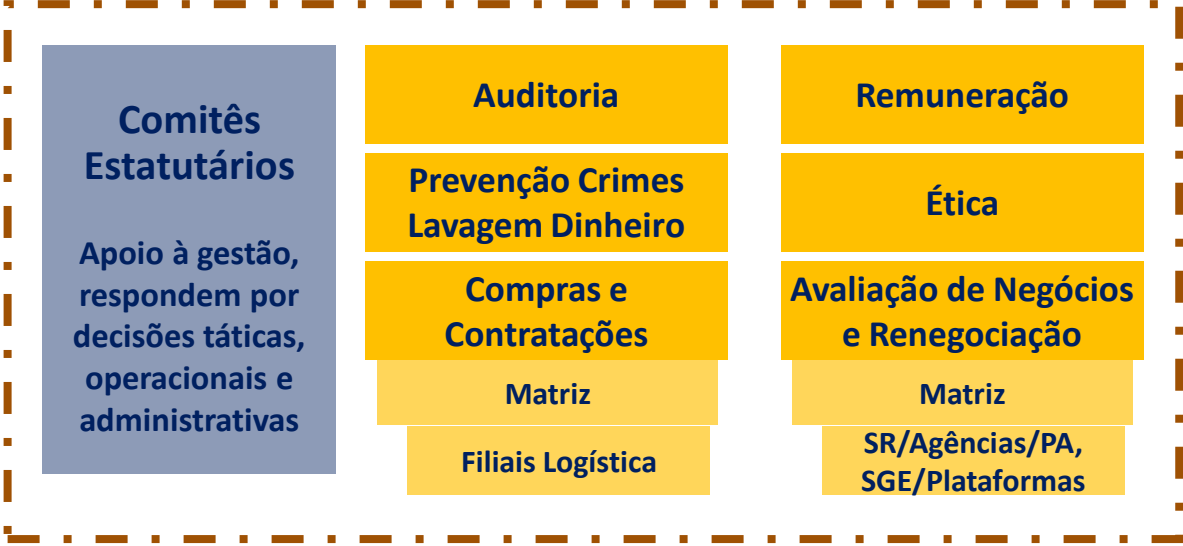 Comitês
Estatutários
Apoio à gestão,
respondem por
decisões táticas,
operacionais e
administrativas
Auditoria
Prevenção Crimes
Lavagem Dinheiro
Compras e
Contratações
Matriz
Filiais Logística
Remuneração
Ética
Avaliação de Negócios
e Renegociação
Matriz
SR/Agências/PA,
SGE/Plataformas